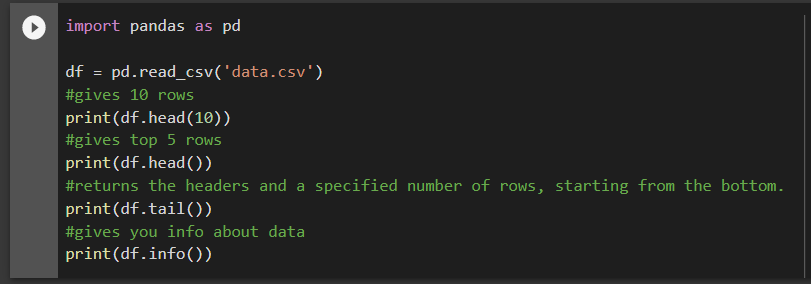 import pandas as pd
df = pd.read_csv('data.csv')
#gives 10 rows
print(df.head(10))
#gives top 5 rows
print(df.head())
#returns the headers and a specified number of rows, starting from the bottom.
print(df.tail())
#gives you info about data
print(df.info())